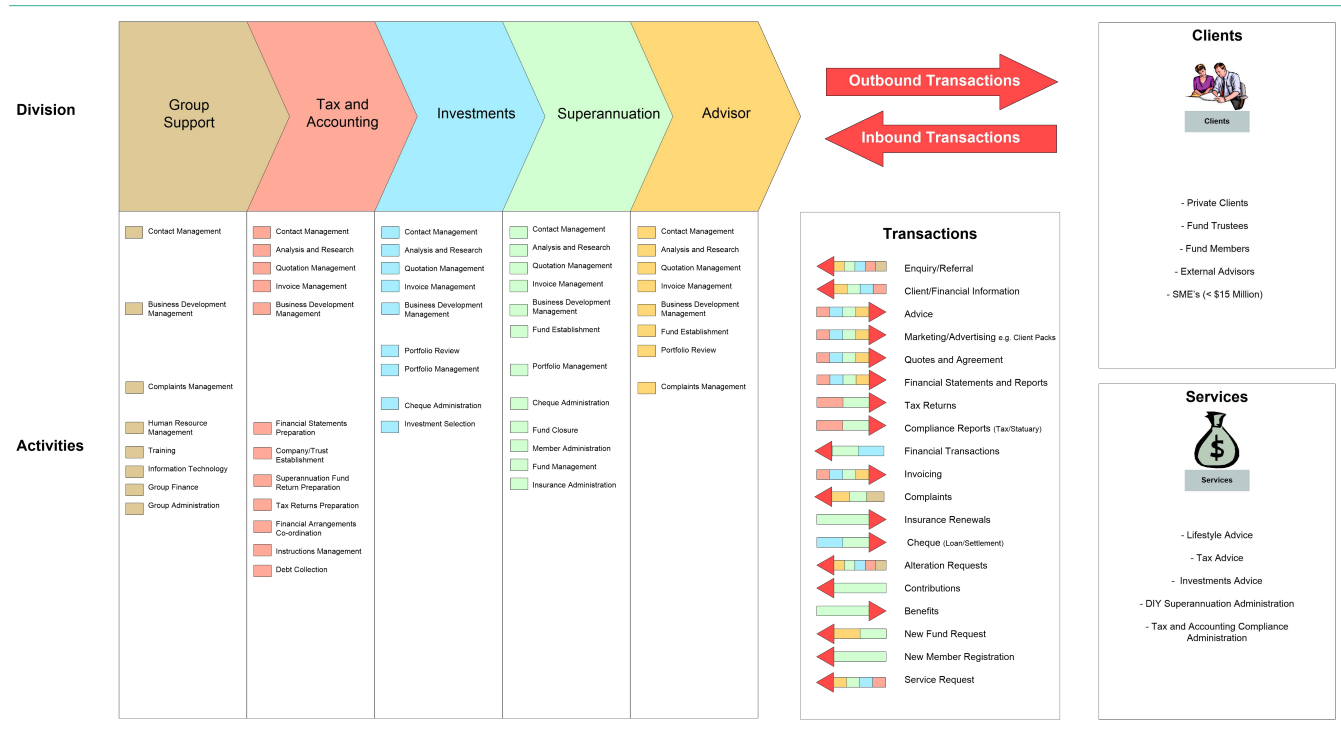 Division
Group
Support
Tax and
Accounting
Investments
Superannuation
Advisor
Outbound Transactions
Inbound Transactions
Clients
Clients
- Private Clients
- Fund Trustees
- Fund Members
- External Advisors
- SME's (< $15 Million)
Activities
Contact Management
Business Development
Management
Complaints Management
Human Resource
Management
Training
Information Technology
Group Finance
Group Administration
Contact Management
Analysis and Research
Quotation Management
Invoice Management
Business Development
Management
Financial Statements
Preparation
Company/Trust
Establishment
Superannuation Fund
Return Preparation
Tax Returns Preparation
Financial Arrangements
Co-ordination
Instructions Management
Debt Collection
Contact Management
Analysis and Research
Quotation Management
Invoice Management
Business Development
Management
Portfolio Review
Portfolio Management
Cheque Administration
Investment Selection
Contact Management
Analysis and Research
Quotation Management
Invoice Management
Business Development
Management
Fund Establishment
Portfolio Management
Cheque Administration
Fund Closure
Member Administration
Fund Management
Insurance Administration
Contact Management
Analysis and Research
Quotation Management
Invoice Management
Business Development
Management
Fund Establishment
Portfolio Review
Complaints Management
Transactions
Enquiry/Referral
Client/Financial Information
Advice
Marketing/Advertising e.g. Client Packs
Quotes and Agreement
Financial Statements and Reports
Tax Returns
Compliance Reports (Tax/Statuary)
Financial Transactions
Invoicing
Complaints
Insurance Renewals
Cheque (Loan/Settlement)
Alteration Requests
Contributions
Benefits
New Fund Request
New Member Registration
Service Request
Services
$
Services
- Lifestyle Advice
- Tax Advice
- Investments Advice
- DIY Superannuation Administration
- Tax and Accounting Compliance
Administration